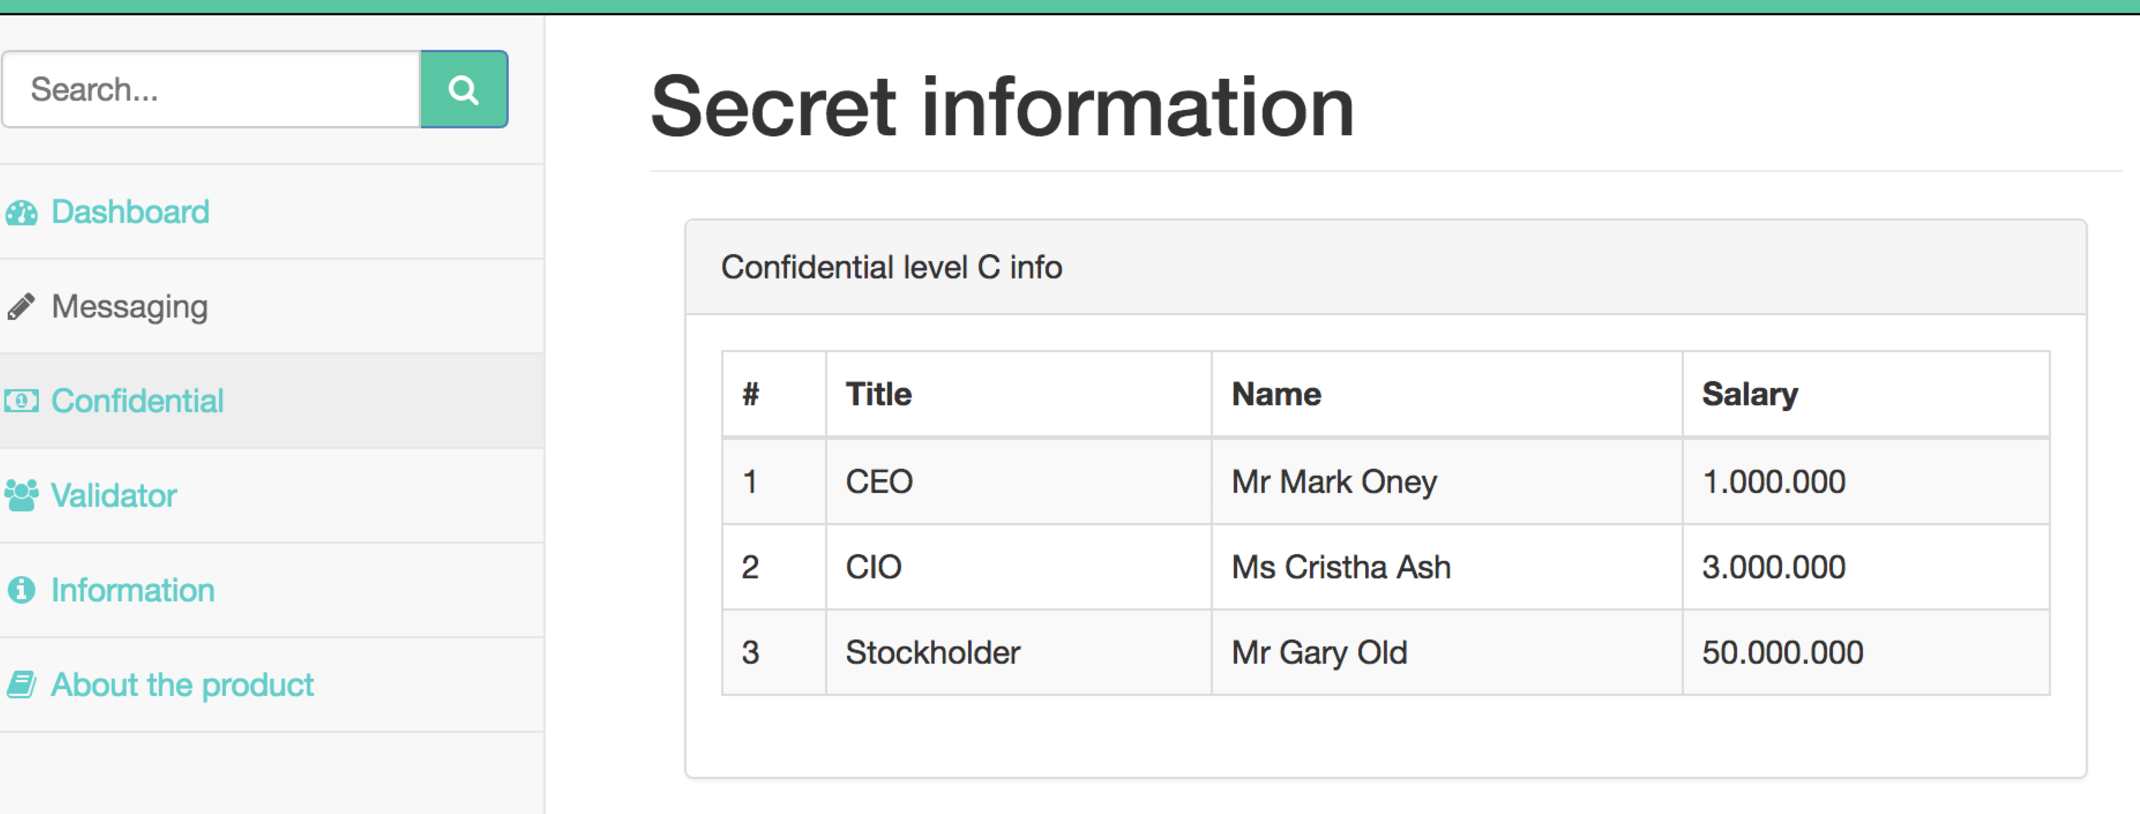 Search...
Dashboard
Messaging
Confidential
Validator
Information
About the product
Secret information
Confidential level C info
# Title Name Salary
1 CEO Mr Mark Oney 1.000.000
2 CIO Ms Cristha Ash 3.000.000
3 Stockholder Mr Gary Old 50.000.000